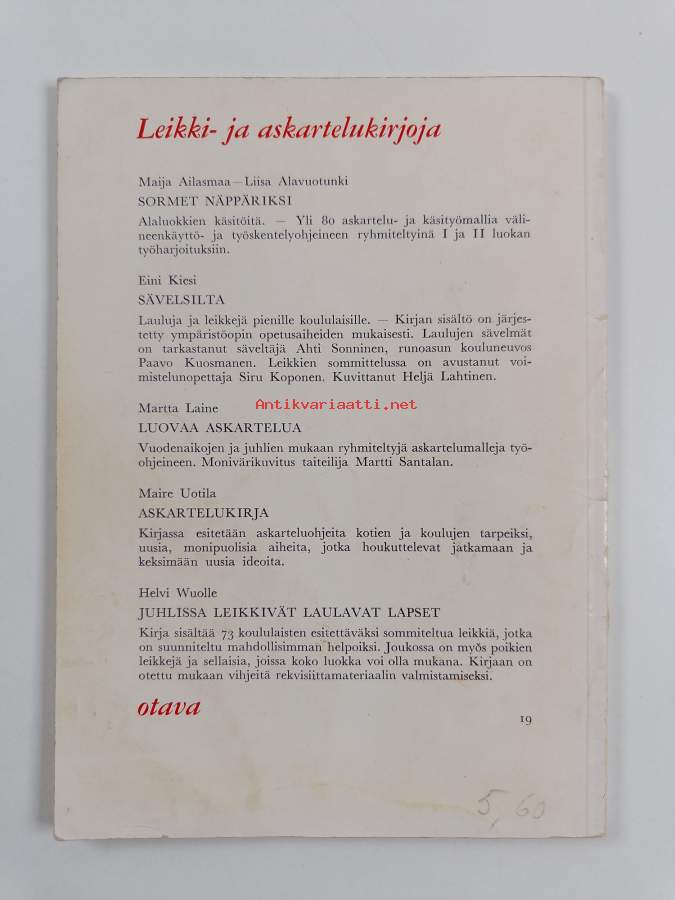 Leikki- ja askartelukirjoja
Maija Ailasmaa—Liisa Alavuotunki
SORMET NÄPPÄRIKSI
Alaluokkien käsitöitä. — Yli 80 askartelu- ja käsityömallia väli-
neenkäyttö- ja työskentelyohjeineen ryhmiteltyinä I ja II luokan
työharjoituksiin.
Eini Kiesi
SÄVELSILTA
Lauluja ja leikkejä pienille koululaisille. — Kirjan sisältö on järjes-
tetty ympäristöopin opetusaiheiden mukaisesti. Laulujen sävelmät
on tarkastanut säveltäjä Ahti Sonninen, runoasun kouluneuvos
Paavo Kuosmanen. Leikkien sommittelussa on avustanut voi-
mistelunopettaja Siru Koponen. Kuvittanut Heljä Lahtinen.
Antikvariaatti.net
Martta Laine
LUOVAA ASKARTELUA
Vuodenaikojen ja juhlien mukaan ryhmiteltyjä askartelumalleja työ-
ohjeineen. Monivärikuvitus taiteilija Martti Santalan.
Maire Uotila
ASKARTELUKIRJA
Kirjassa esitetään askarteluohjeita kotien ja koulujen tarpeiksi,
uusia, monipuolisia aiheita, jotka houkuttelevat jatkamaan ja
keksimään uusia ideoita.
Helvi Wuolle
JUHLISSA LEIKKIVÄT LAULAVAT LAPSET
Kirja sisältää 73 koululaisten esitettäväksi sommiteltua leikkiä, jotka
on suunniteltu mahdollisimman helpoiksi. Joukossa on myös poikien
leikkejä ja sellaisia, joissa koko luokka voi olla mukana. Kirjaan on
otettu mukaan vihjeitä rekvisiittamateriaalin valmistamiseksi.
otava
19
5,60